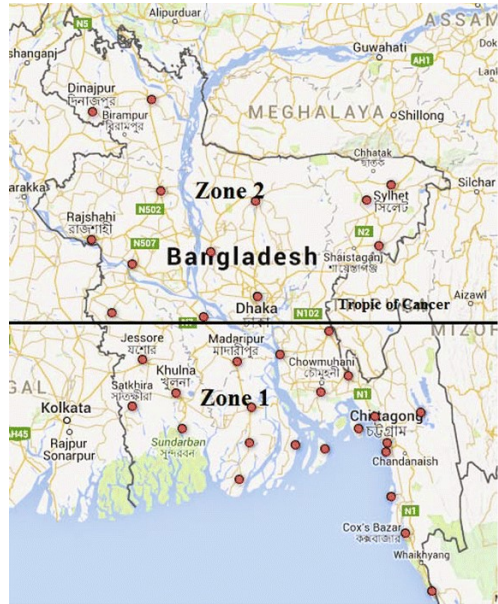 Alipurduar
N5
ASSAM
shanganj
Guwahati
AH1
Dinajpur
দিনাজপুর
Birampur
বিরামপুর
MEGHALAYA
Shillong
Chhatak
ছাতক
arakka
Zone 2
Sylhet
সিলেট
Silchar
Rajshahi
রাজশাহী
N502
N507
N2
Bangladesh
Shaistaganj
শায়েস্তাগঞ্জ
Dhaka
ঢাকা
N102
Tropic of Cancer
Aizawl
N7
MIZOR
Jessore
যশোর
Madaripur
মাদারীপুর
Chowmuhani
চৌমুহনী
Khulna
খুলনা
Satkhira
সাতক্ষীরা
Zone 1
N1
GAL
Kolkata
Chittagong
চট্টগ্রাম
AH45
Rajpur
Sonarpur
Sundarban
সুন্দরবন
Chandanaish
N1
Cox's Bazar
কক্সবাজার
Whaikhyang